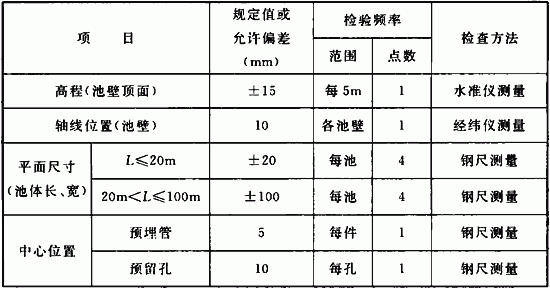 项 目 规定值或允许偏差(mm) 检验频率 检查方法
范围 点数
高程(池壁顶面) ±15 每5m 1 水准仪测量
轴线位置(池壁) 10 各池壁 1 经纬仪测量
平面尺寸(池体长、宽) L≤20m ±20 每池 4 钢尺测量
20m<L≤100m ±100 每池 4 钢尺测量
中心位置 预埋管 5 每件 1 钢尺测量
预留孔 10 每孔 1 钢尺测量